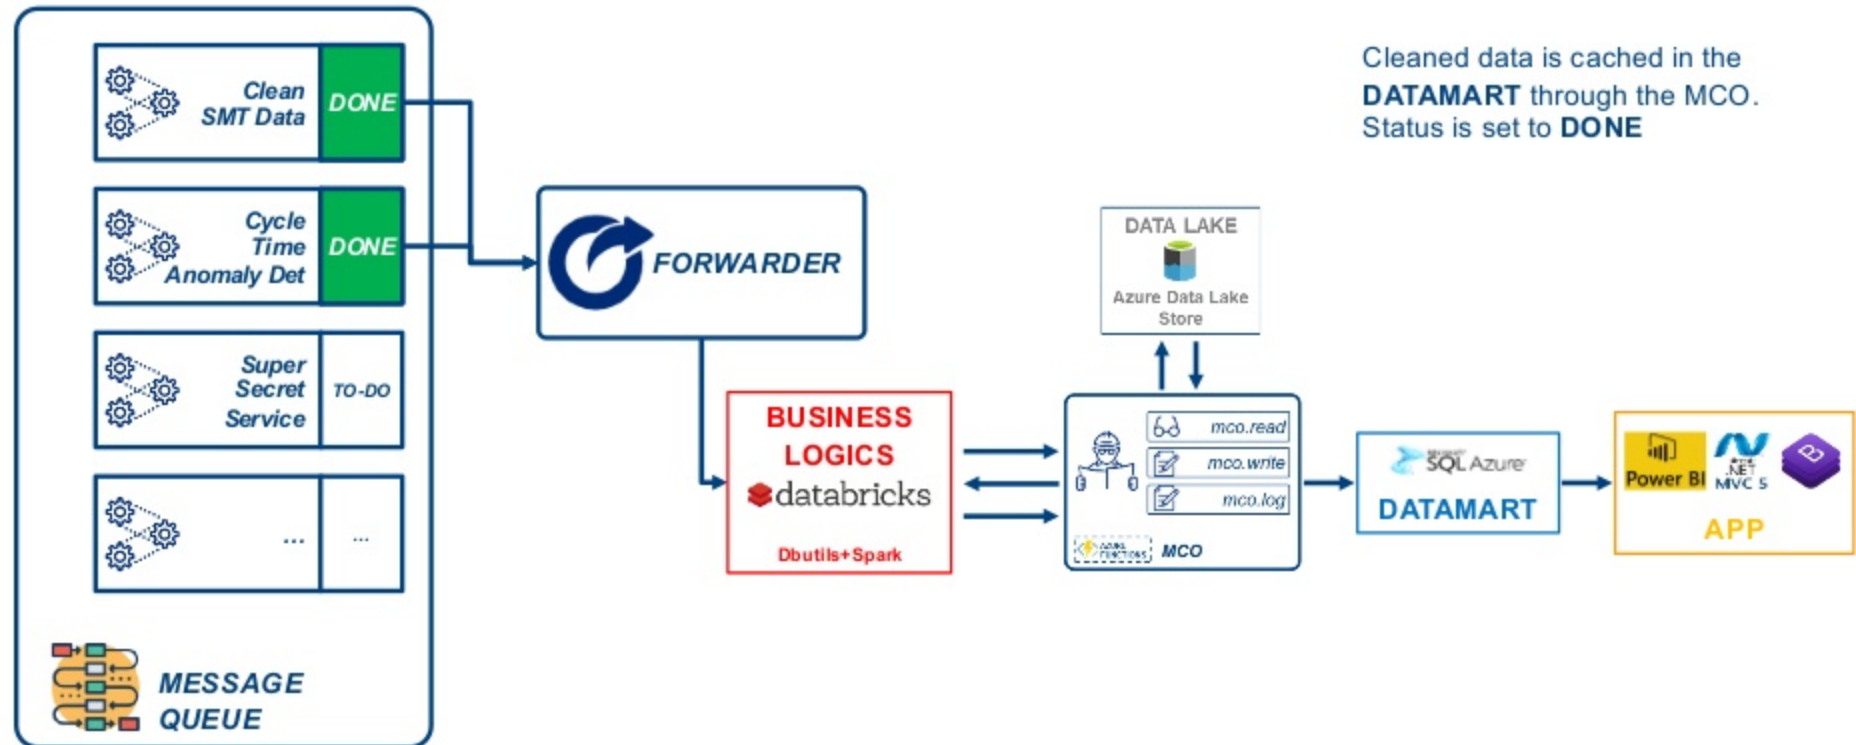 Clean
SMT Data
DONE
Cycle
Time
Anomaly Det
DONE
Super
Secret
Service
TO-DO
...
...
MESSAGE
QUEUE
FORWARDER
BUSINESS
LOGICS
databricks
Dbutils+Spark
DATA LAKE
Azure Data Lake
Store
mco.read
mco.write
mco.log
AZURE
FUNCTIONS
MCO
SQL Azure
DATAMART
Power BI
.NET
MVC 5
B
APP
Cleaned data is cached in the
DATAMART through the MCO.
Status is set to DONE